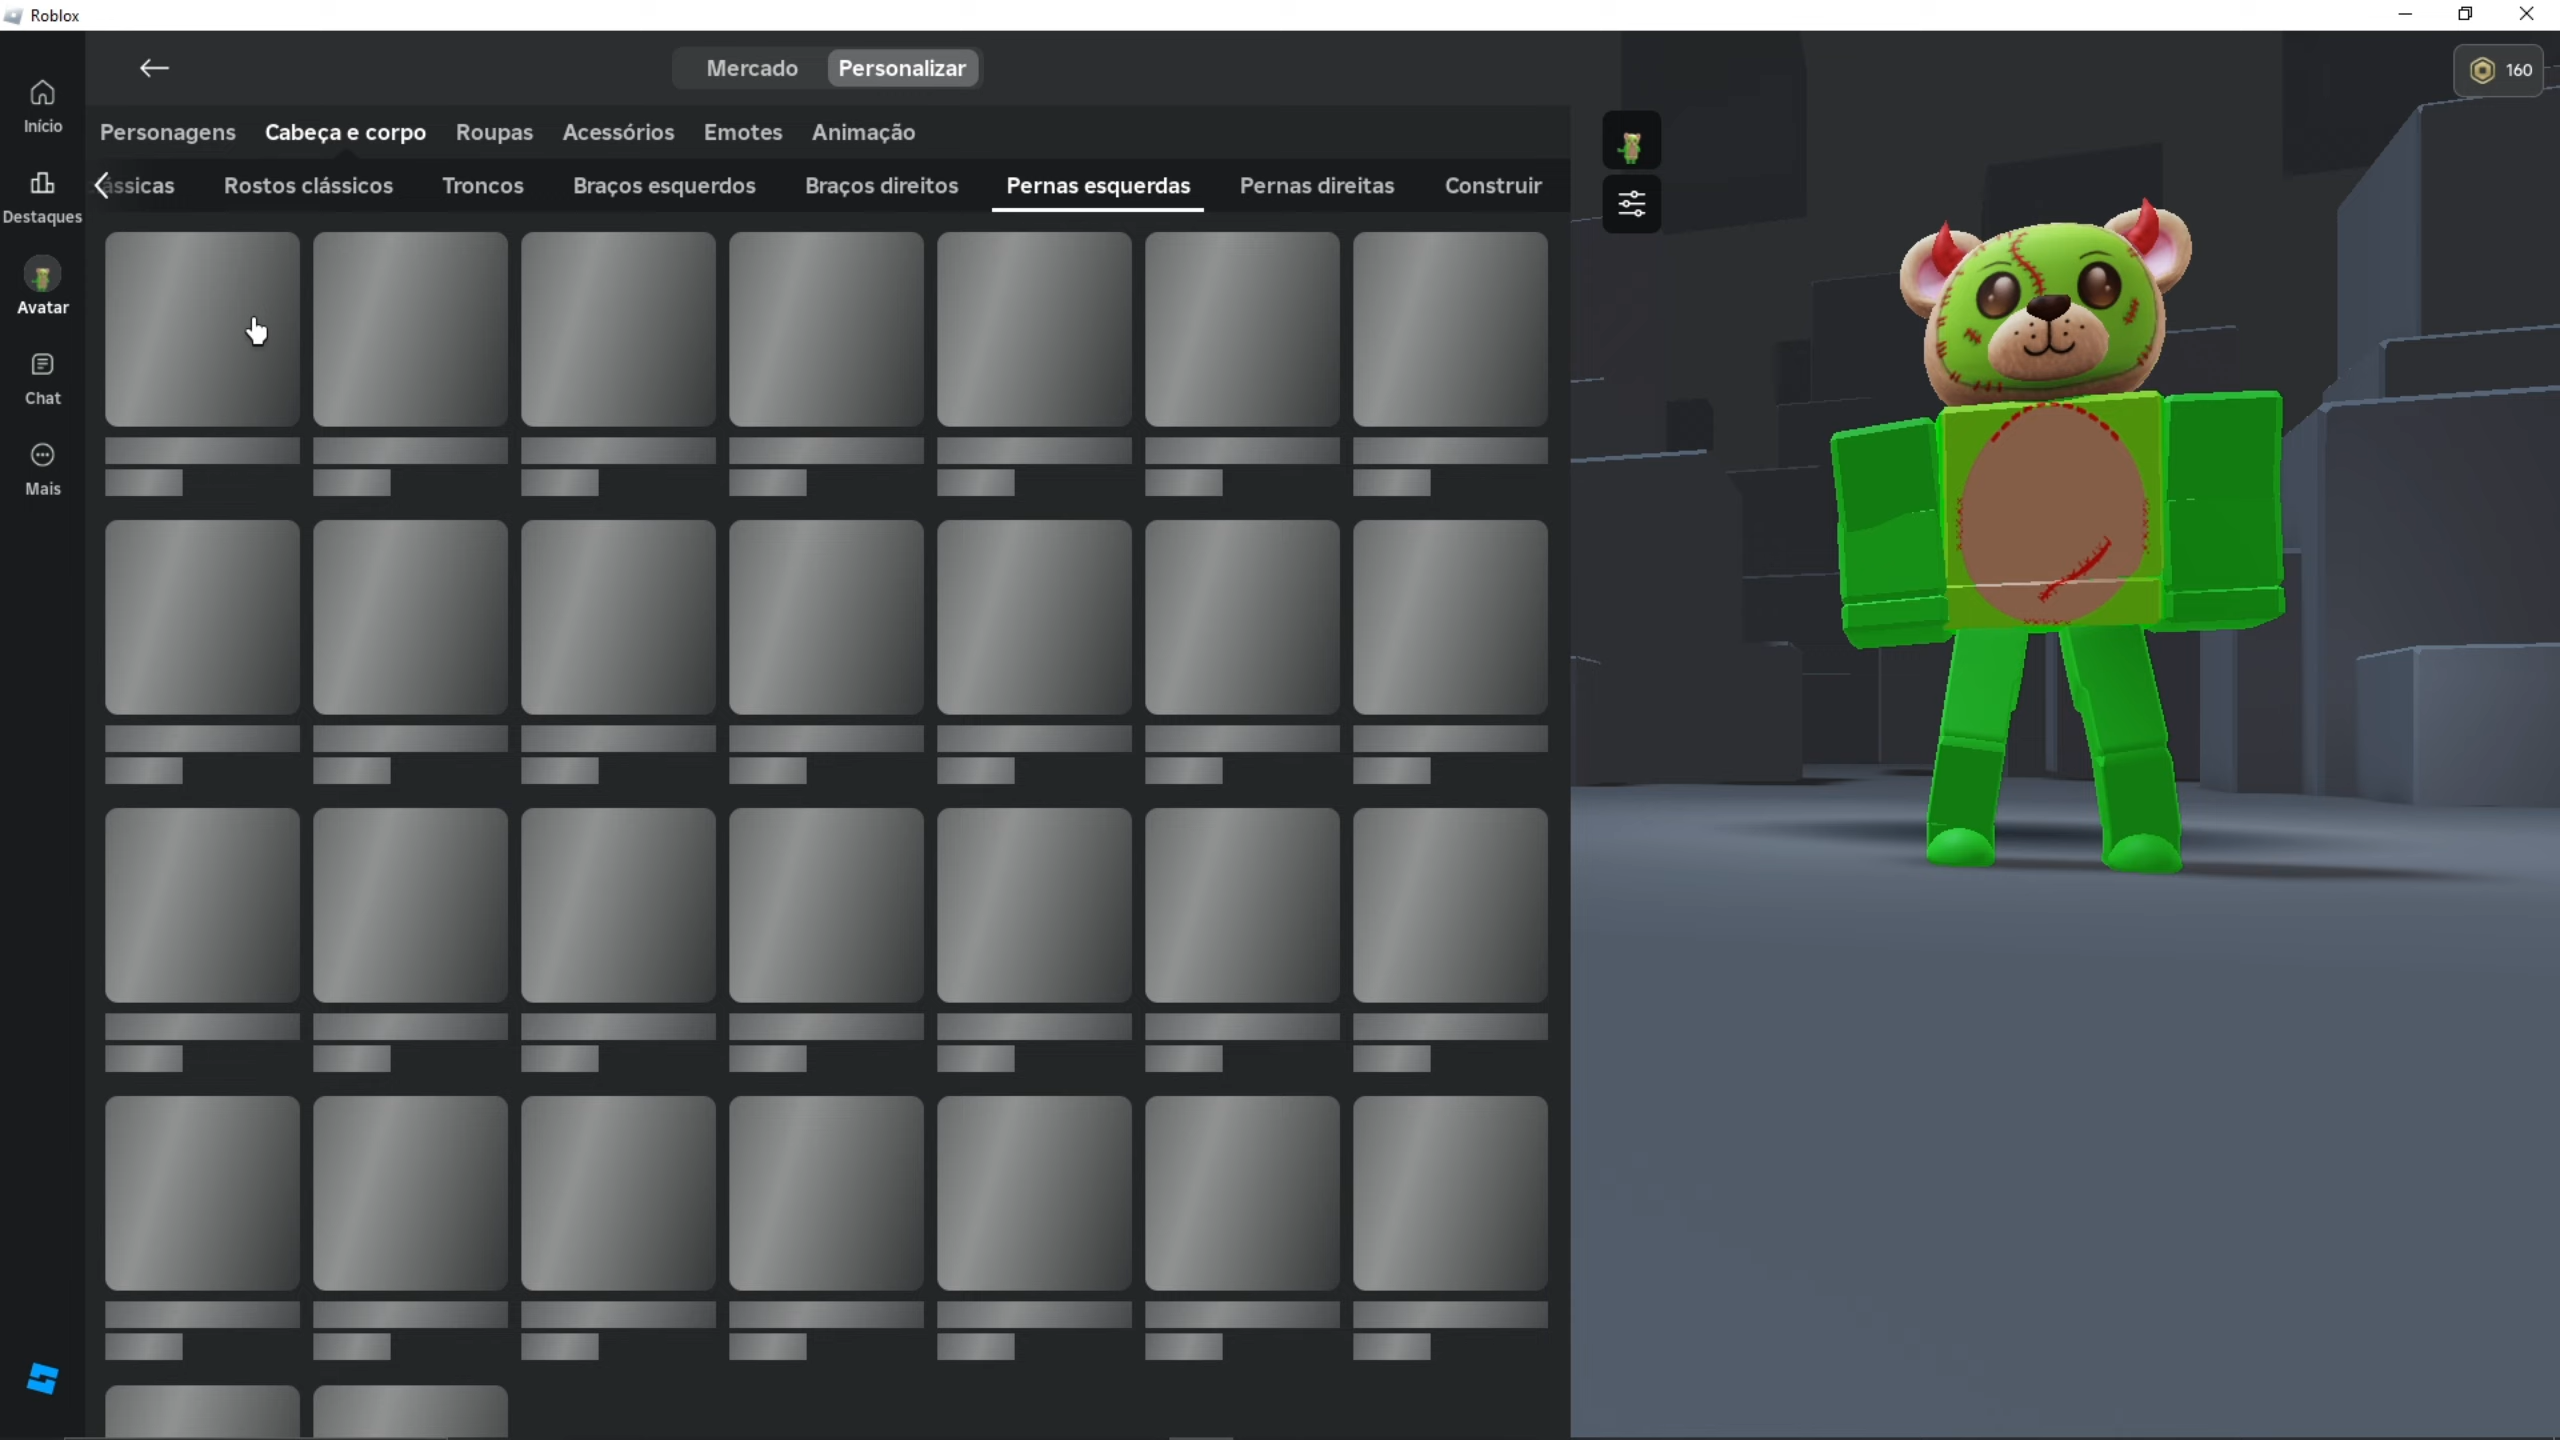 Roblox
Mercado
Personalizar
160
Início
Destaques
Avatar
Chat
Mais
Personagens
Cabeça e corpo
Roupas
Acessórios
Emotes
Animação
ássicas
Rostos clássicos
Troncos
Braços esquerdos
Braços direitos
Pernas esquerdas
Pernas direitas
Construir